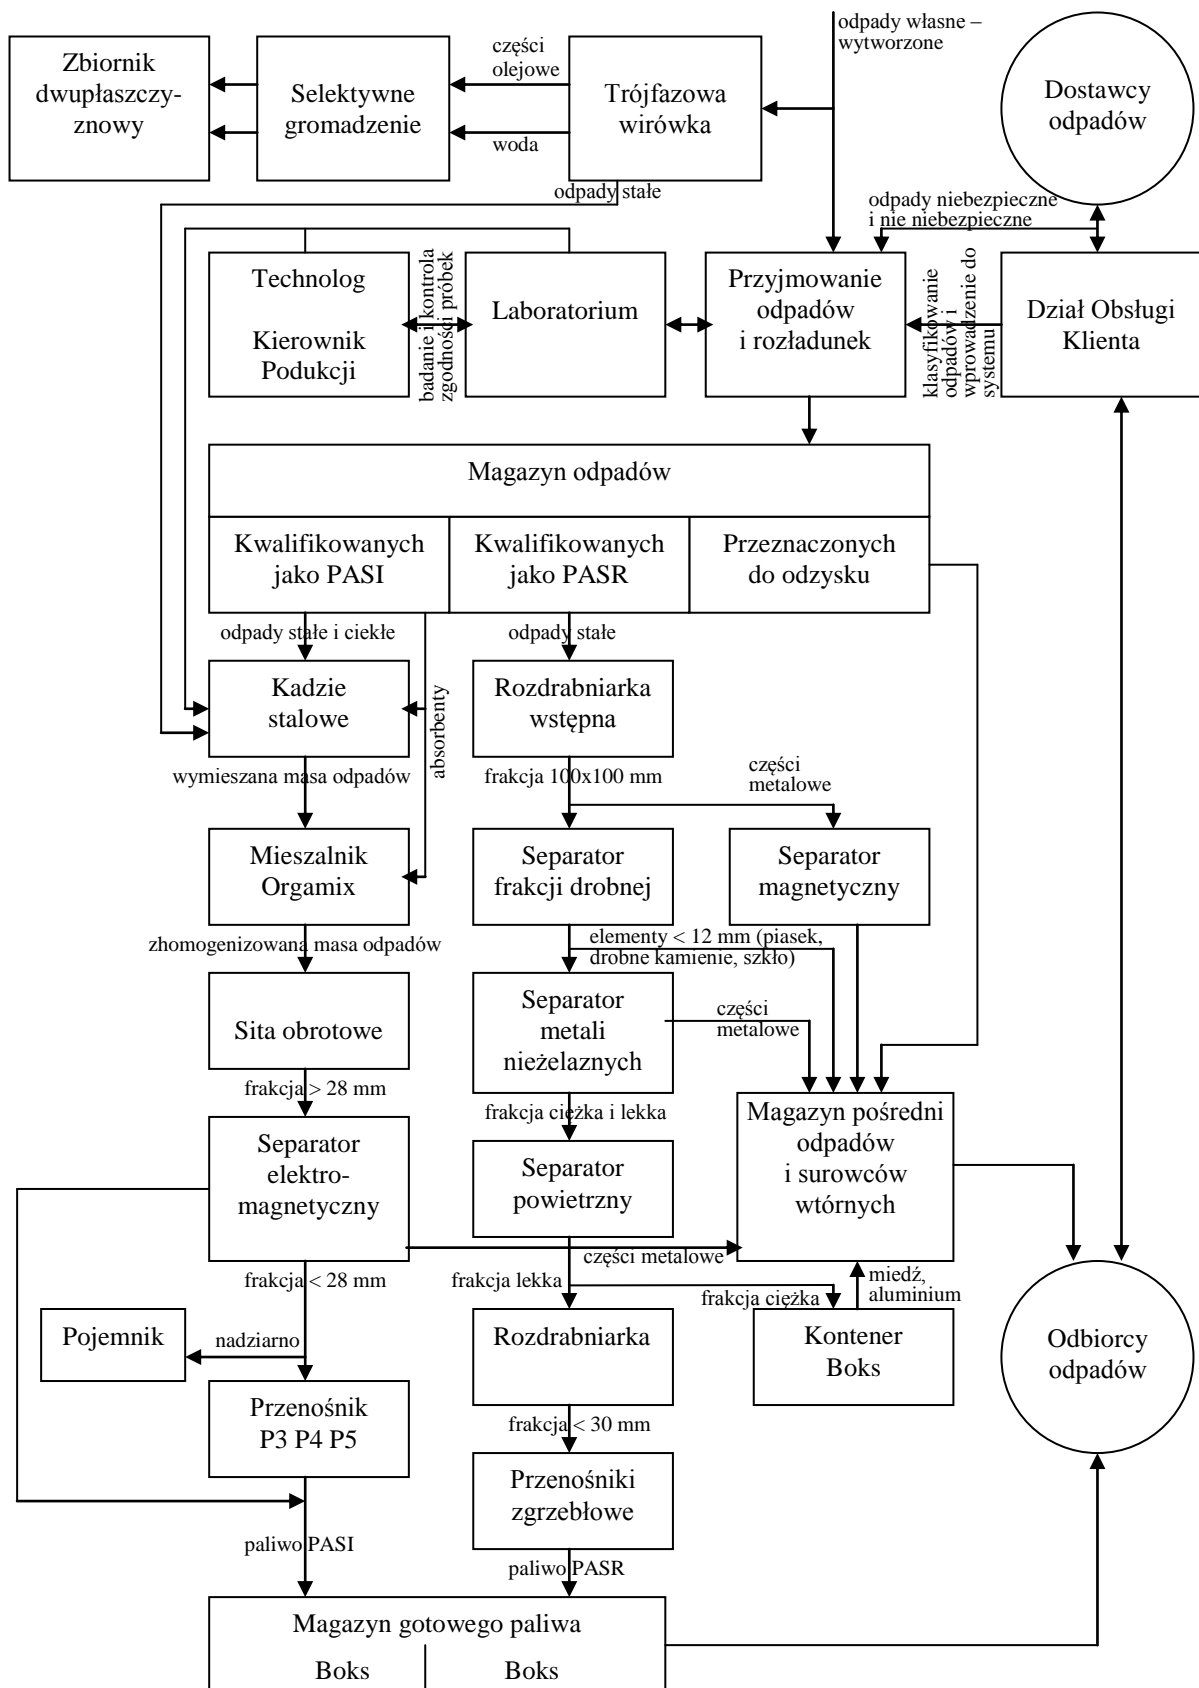 odpady własne –
wytworzone
części
olejowe
Zbiornik
dwupłaszczy-
znowy
Selektywne
gromadzenie
Trójfazowa
wirówka
Dostawcy
odpadów
woda
odpady stałe
odpady niebezpieczne
i nie niebezpieczne
Technolog
Kierownik
Podukcji
badanie i kontrola
zgodności próbek
Laboratorium
Przyjmowanie
odpadów
i rozładunek
klasyfikowanie
odpadów i
wprowadzenie do
systemu
Dział Obsługi
Klienta
Magazyn odpadów
Kwalifikowanych
jako PASI
Kwalifikowanych
jako PASR
Przeznaczonych
do odzysku
odpady stałe i ciekłe
odpady stałe
Kadzie
stalowe
absorbenty
Rozdrabniarka
wstępna
wymieszana masa odpadów
frakcja 100x100 mm
części
metalowe
Mieszalnik
Orgamix
Separator
frakcji drobnej
Separator
magnetyczny
zhomogenizowana masa odpadów
elementy < 12 mm (piasek,
drobne kamienie, szkło)
Sita obrotowe
Separator
metali
nieżelaznych
części
metalowe
frakcja > 28 mm
frakcja ciężka i lekka
Separator
elektro-
magnetyczny
Separator
powietrzny
Magazyn pośredni
odpadów
i surowców
wtórnych
części metalowe
frakcja < 28 mm
frakcja lekka
frakcja ciężka
miedź,
aluminium
Pojemnik
nadziarno
Rozdrabniarka
Kontener
Boks
Odbiorcy
odpadów
Przenośnik
P3 P4 P5
frakcja < 30 mm
Przenośniki
zgrzebłowe
paliwo PASI
paliwo PASR
Magazyn gotowego paliwa
Boks
Boks